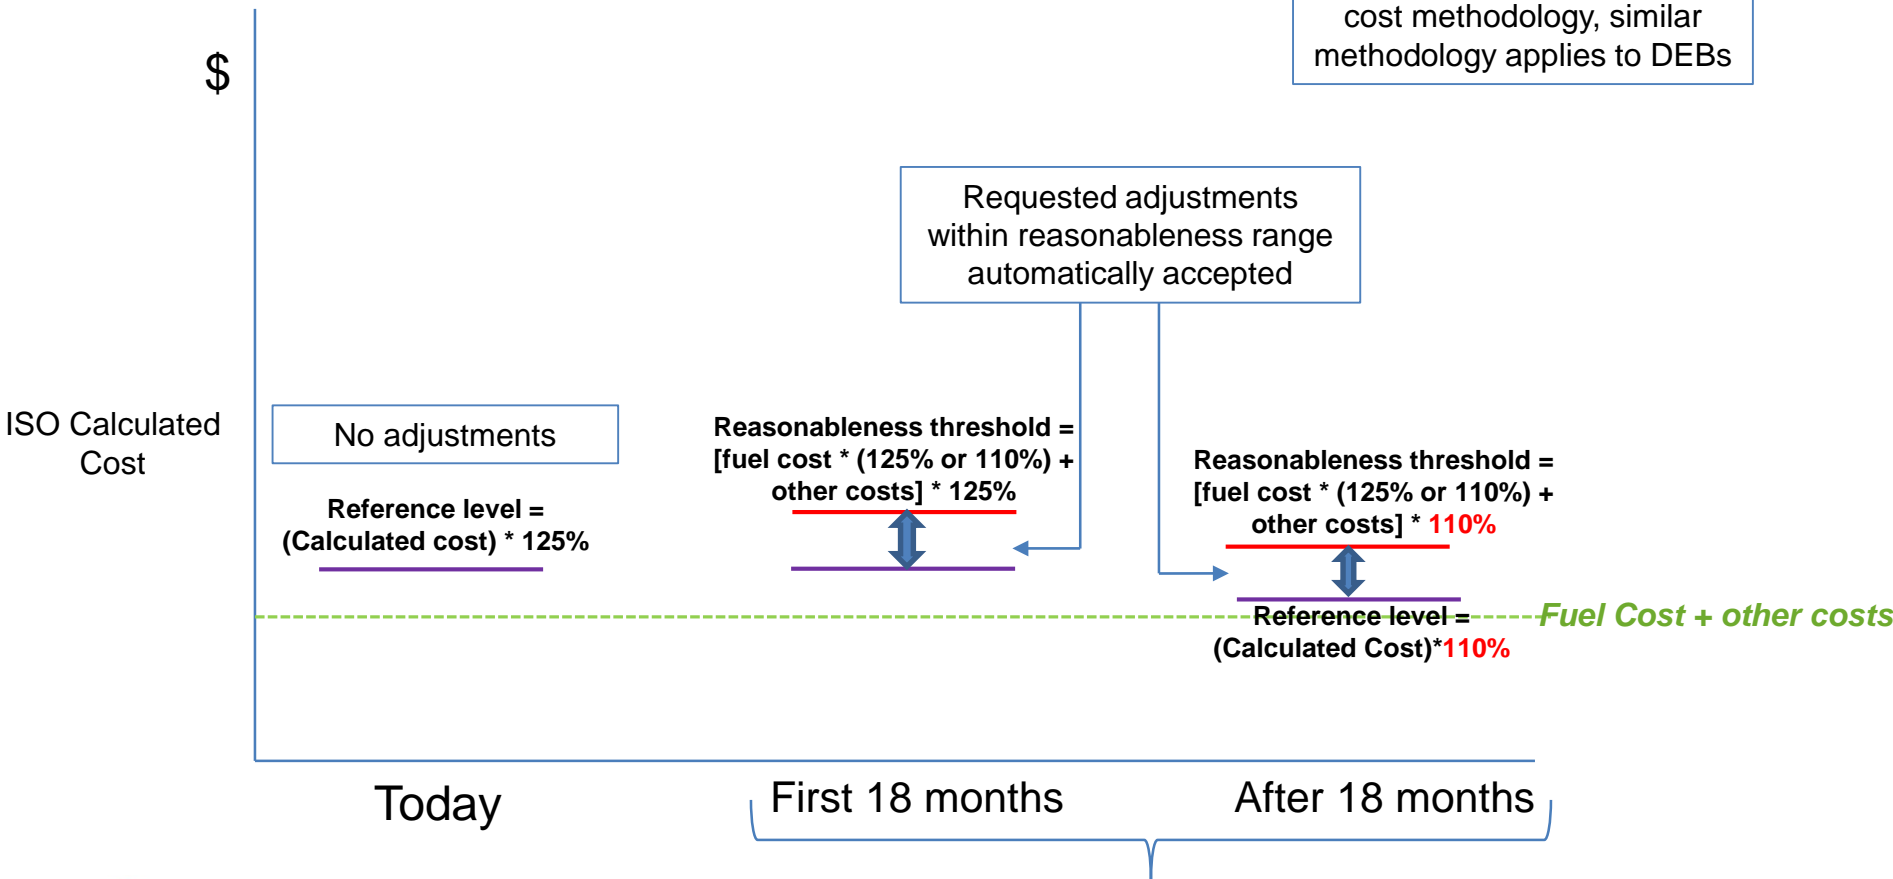 cost methodology, similar
methodology applies to DEBs
$
Requested adjustments
within reasonableness range
automatically accepted
ISO Calculated
Cost
No adjustments
Reference level =
(Calculated cost) * 125%
Reasonableness threshold =
[fuel cost * (125% or 110%) +
other costs] * 125%
Reasonableness threshold =
[fuel cost * (125% or 110%) +
other costs] * 110%
Reference level =
(Calculated Cost)*110%
Fuel Cost + other costs
Today
First 18 months
After 18 months